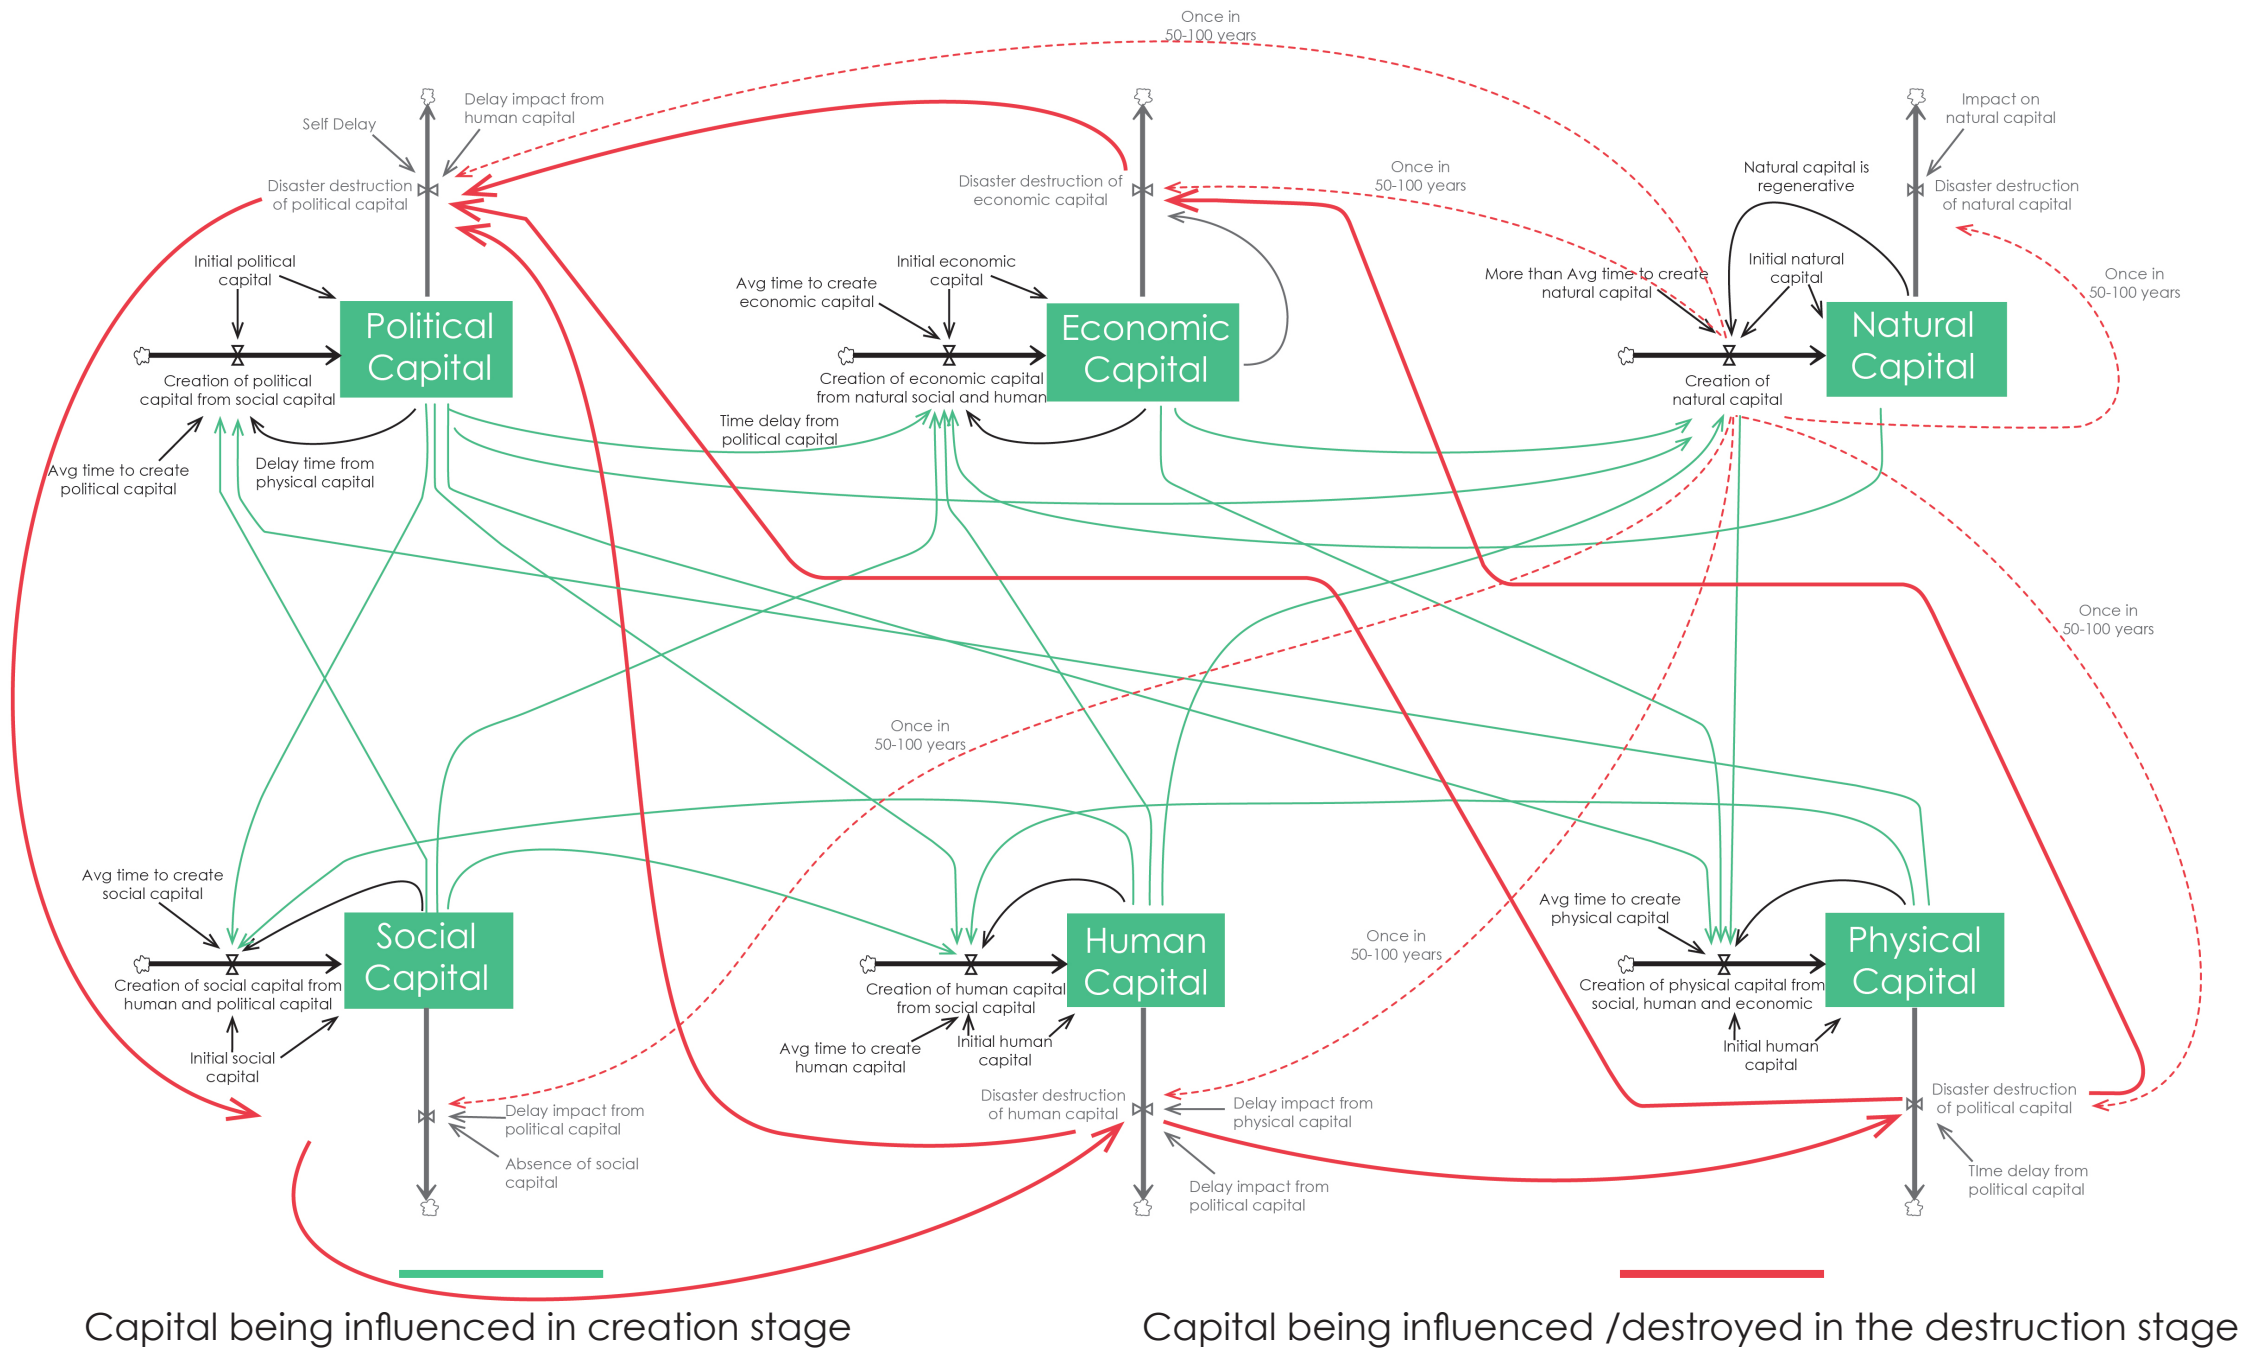 Once in
50-100 years
Delay impact from
human capital
Self Delay
Impact on
natural capital
Once in
50-100 years
Natural capital is
regenerative
Disaster destruction
of political capital
Disaster destruction of
economic capital
Disaster destruction
of natural capital
Initial political
capital
Avg time to create
economic capital
Initial economic
capital
More than Avg time to create
natural capital
Initial natural
capital
Once in
50-100 years
Political
Capital
Economic
Capital
Natural
Capital
Creation of political
capital from social capital
Creation of economic capital
from natural social and human
Creation of
natural capital
Time delay from
political capital
Avg time to create
political capital
Delay time from
physical capital
Once in
50-100 years
Once in
50-100 years
Avg time to create
social capital
Avg time to create
physical capital
Once in
50-100 years
Social
Capital
Human
Capital
Physical
Capital
Creation of social capital from
human and political capital
Creation of human capital
from social capital
Creation of physical capital from
social, human and economic
Initial social
capital
Avg time to create
human capital
Initial human
capital
Initial human
capital
Disaster destruction
of human capital
Disaster destruction
of political capital
Delay impact from
political capital
Delay impact from
physical capital
Absence of social
capital
Delay impact from
political capital
TIme delay from
political capital
Capital being influenced in creation stage
Capital being influenced /destroyed in the destruction stage